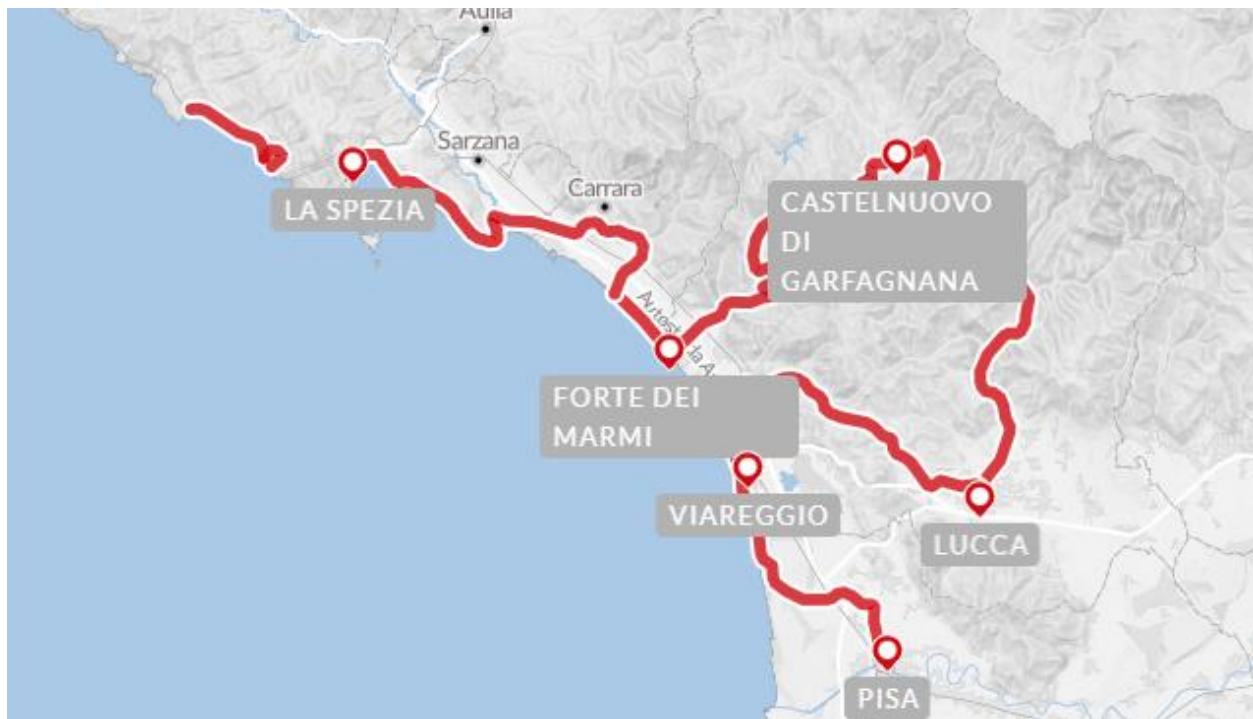 Aulla
Sarzana
Carrara
LA SPEZIA
CASTELNUOVO
DI
GARFAGNANA
FORTE DEI
MARMI
VIAREGGIO
LUCCA
PISA